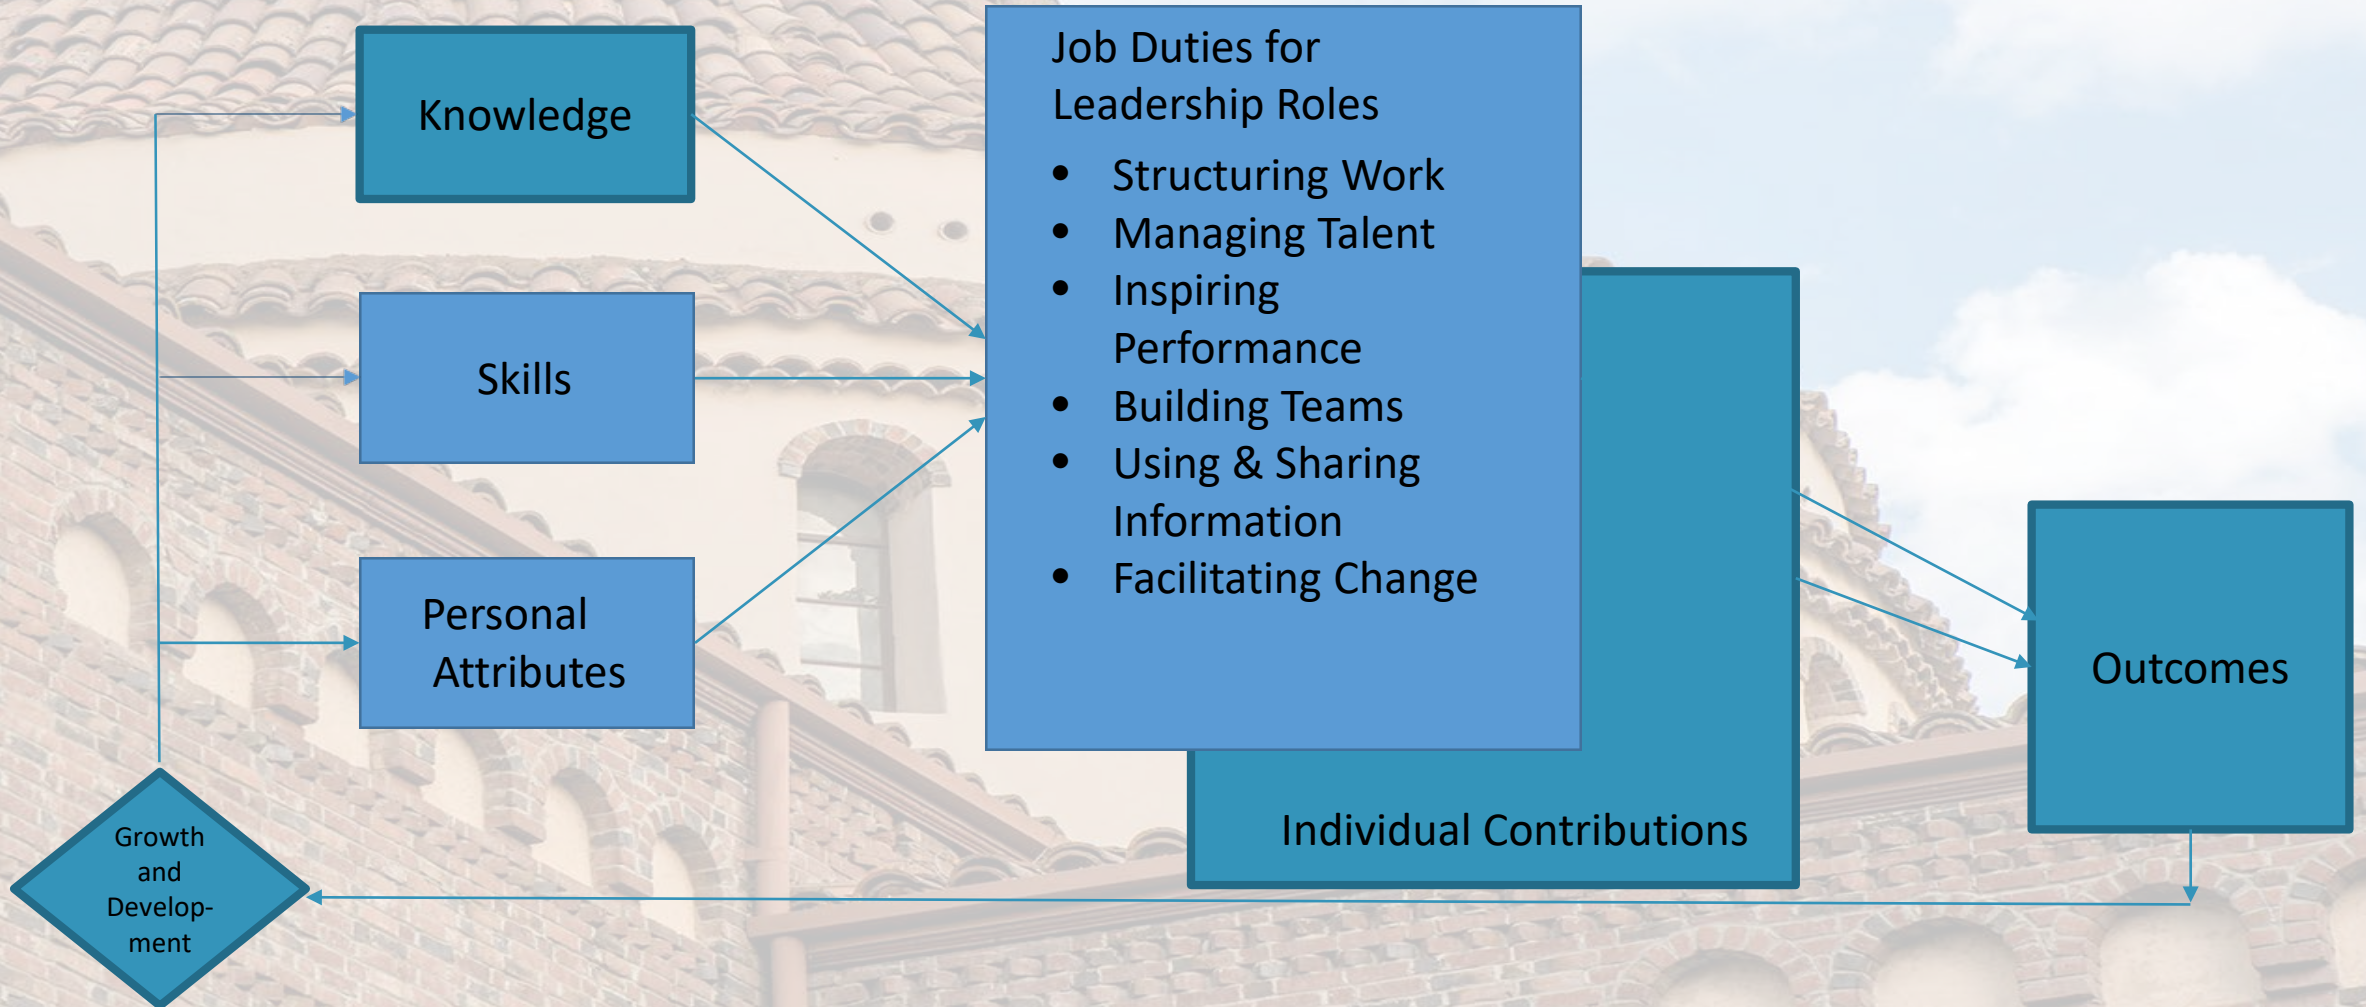 Knowledge
Skills
Personal
Attributes
Growth
and
Develop-
ment
Job Duties for
Leadership Roles
• Structuring Work
• Managing Talent
• Inspiring
Performance
• Building Teams
• Using & Sharing
Information
• Facilitating Change
Individual Contributions
Outcomes